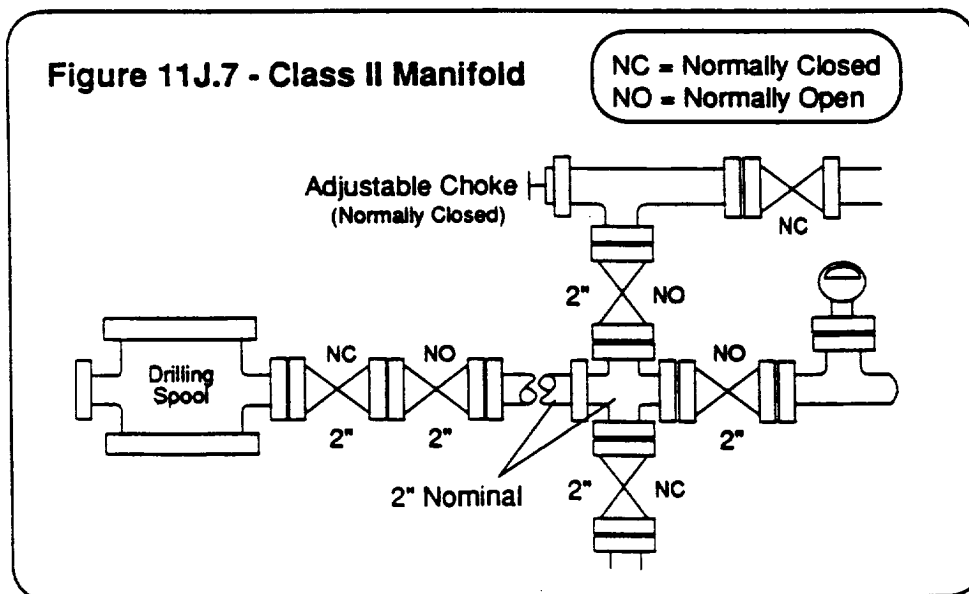 Figure 11J.7 - Class II Manifold
NC = Normally Closed
NO = Normally Open
Adjustable Choke
(Normally Closed)
NC
2" NO
NC NO
NO
Drilling
Spool
2" 2"
2"
2" Nominal
2" NC